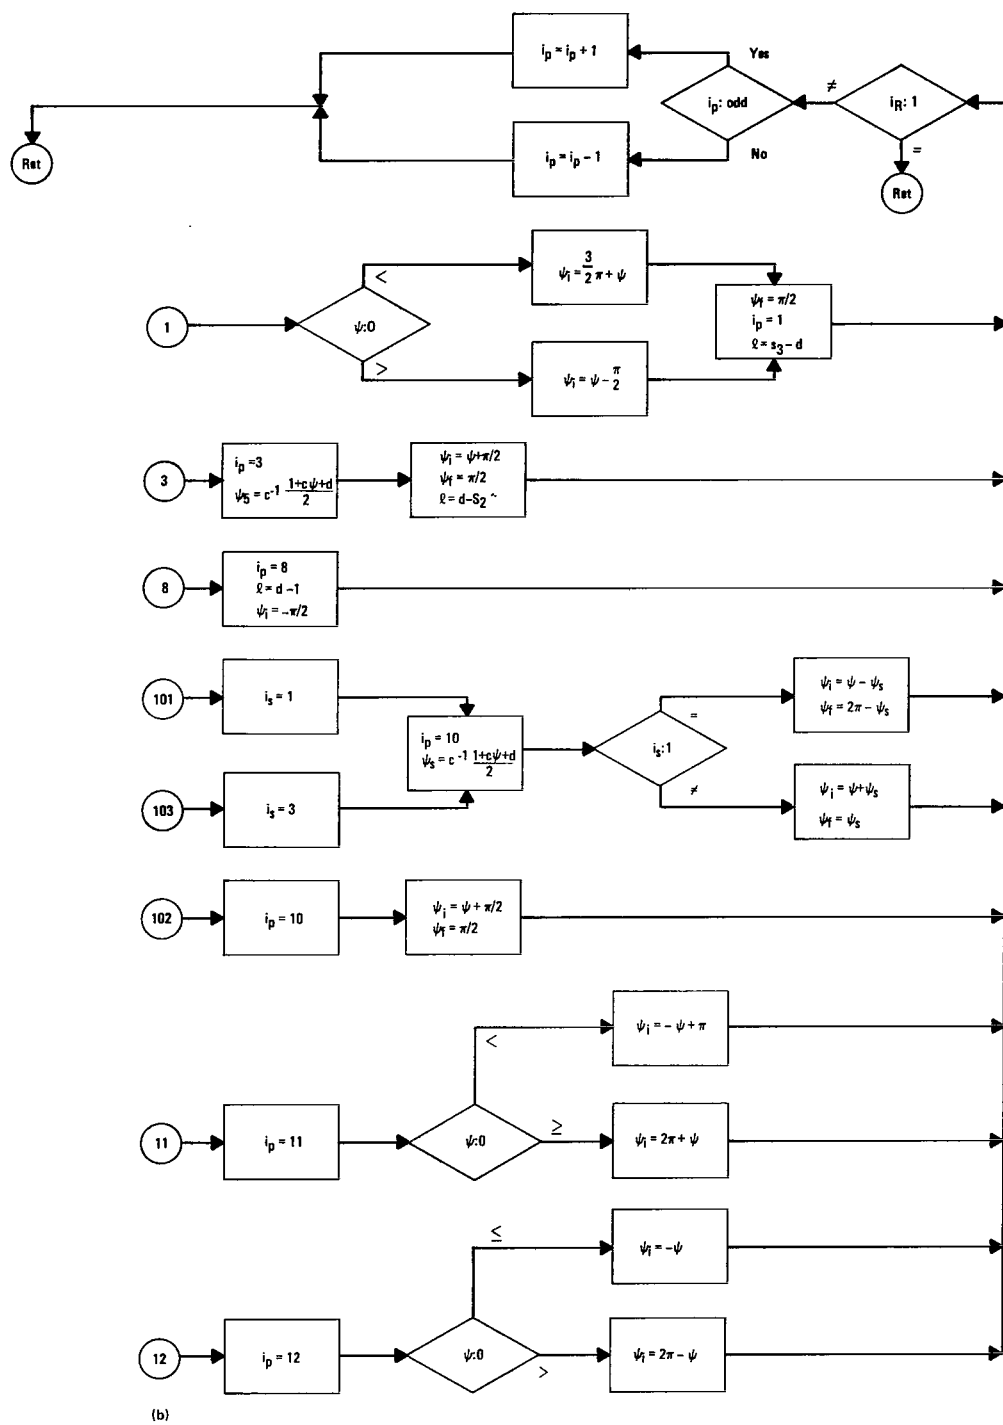 i_p = i_p + 1
Yes
≠
i_p: odd
i_R: 1
=
Ret
i_p = i_p − 1
No
Ret
<
ψ_i = 3/2 π + ψ
1
ψ:0
ψ_f = π/2
i_p = 1
ℓ = s_3 − d
>
ψ_i = ψ − π/2
3
i_p = 3
ψ_5 = c^-1 1+cψ+d/2
ψ_i = ψ+π/2
ψ_f = π/2
ℓ = d−S_2 ~
8
i_p = 8
ℓ = d −1
ψ_i = −π/2
101
i_s = 1
i_p = 10
ψ_s = c^-1 1+cψ+d/2
i_s:1
=
ψ_i = ψ − ψ_s
ψ_f = 2π − ψ_s
103
i_s = 3
≠
ψ_i = ψ+ψ_s
ψ_f = ψ_s
102
i_p = 10
ψ_i = ψ + π/2
ψ_f = π/2
<
ψ_i = − ψ + π
11
i_p = 11
ψ:0
≥
ψ_i = 2π + ψ
≤
ψ_i = −ψ
12
i_p = 12
ψ:0
>
ψ_i = 2π − ψ
(b)